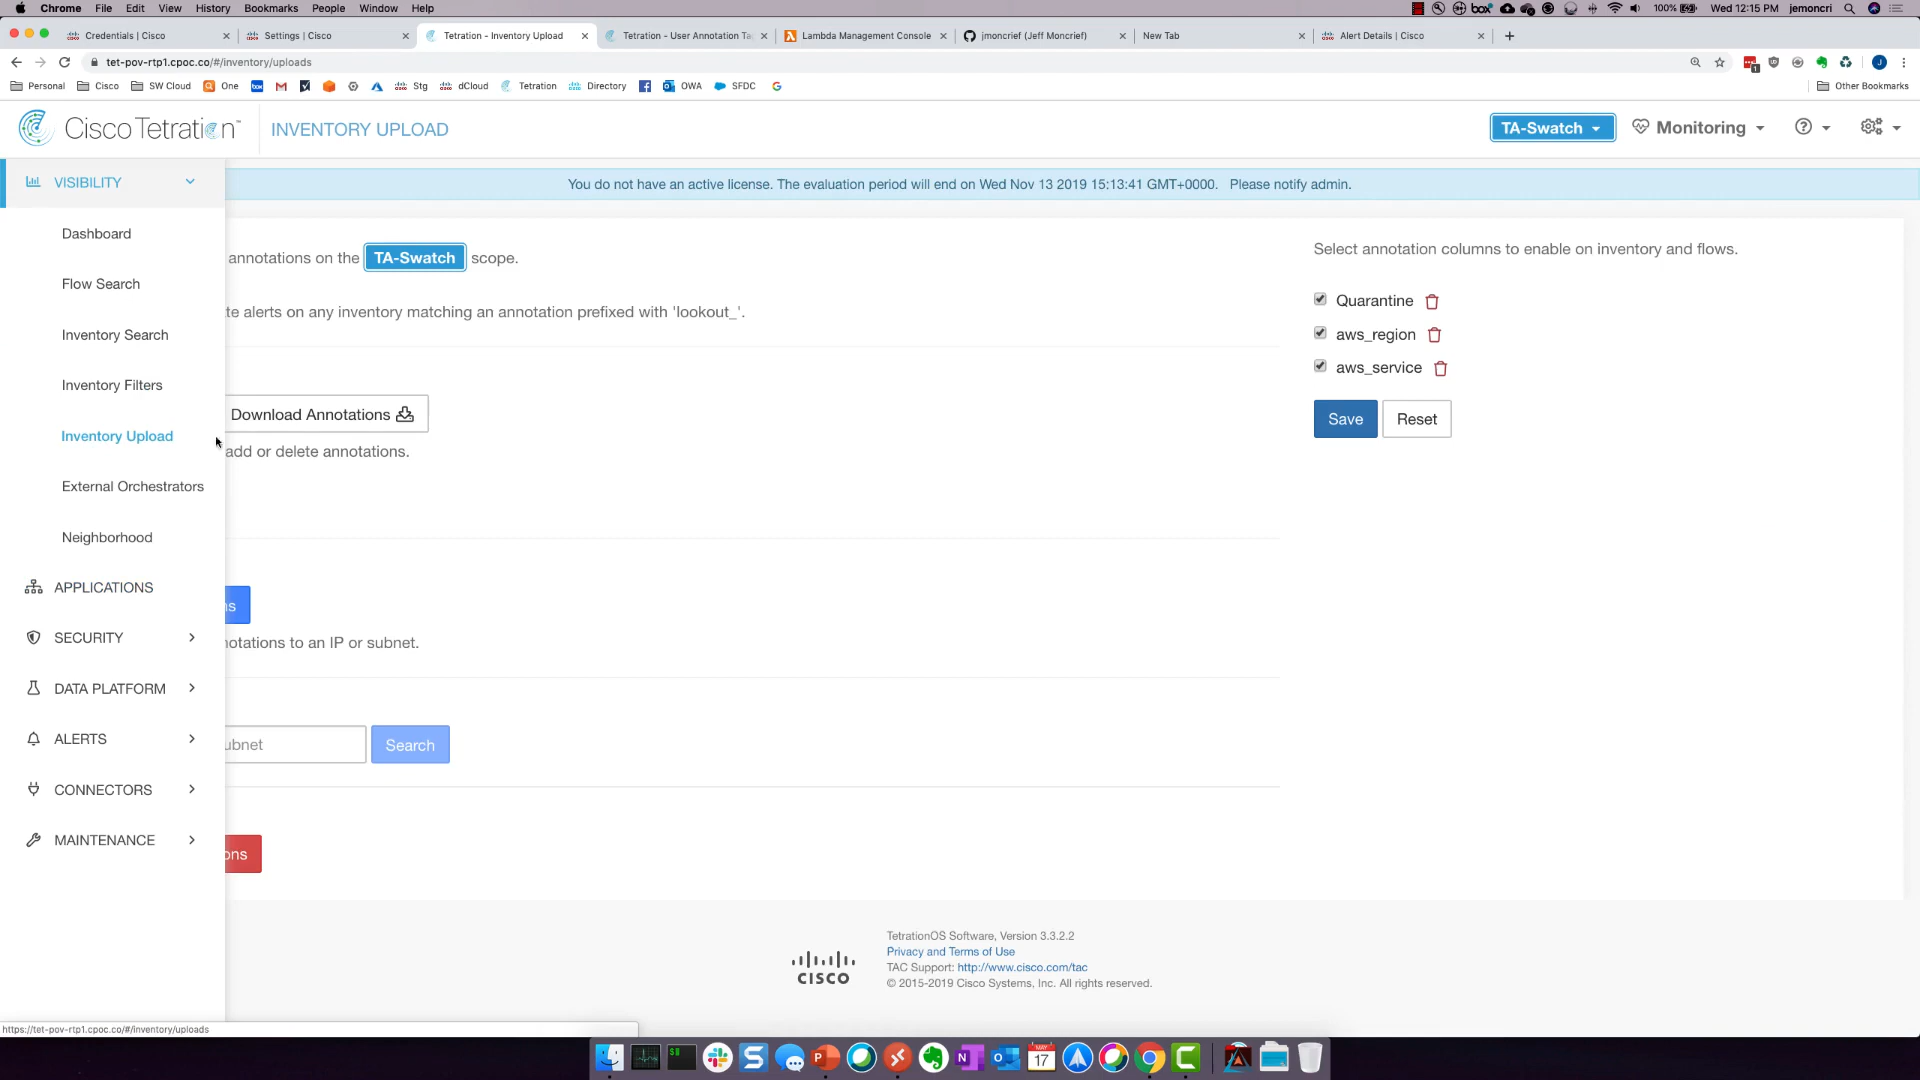 Chrome File Edit View History Bookmarks People Window Help
100% Wed 12:15 PM jemoncri
Credentials | Cisco
Settings | Cisco
Tetration - Inventory Upload
Tetration - User Annotation Ta
Lambda Management Console
jmoncrief (Jeff Moncrief)
New Tab
Alert Details | Cisco
tet-pov-rtp1.cpoc.co/#/inventory/uploads
Personal Cisco SW Cloud One Stg dCloud Tetration Directory OWA SFDC Other Bookmarks
Cisco Tetration™ INVENTORY UPLOAD
TA-Swatch Monitoring
VISIBILITY
You do not have an active license. The evaluation period will end on Wed Nov 13 2019 15:13:41 GMT+0000. Please notify admin.
Dashboard
Flow Search
Inventory Search
Inventory Filters
Inventory Upload
External Orchestrators
Neighborhood
APPLICATIONS
SECURITY
DATA PLATFORM
ALERTS
CONNECTORS
MAINTENANCE
annotations on the TA-Swatch scope.
te alerts on any inventory matching an annotation prefixed with 'lookout_'.
Download Annotations
add or delete annotations.
ns
notations to an IP or subnet.
ubnet Search
ons
Select annotation columns to enable on inventory and flows.
Quarantine
aws_region
aws_service
Save Reset
CISCO
TetrationOS Software, Version 3.3.2.2
Privacy and Terms of Use
TAC Support: http://www.cisco.com/tac
© 2015-2019 Cisco Systems, Inc. All rights reserved.
https://tet-pov-rtp1.cpoc.co/#/inventory/uploads
MAY
17